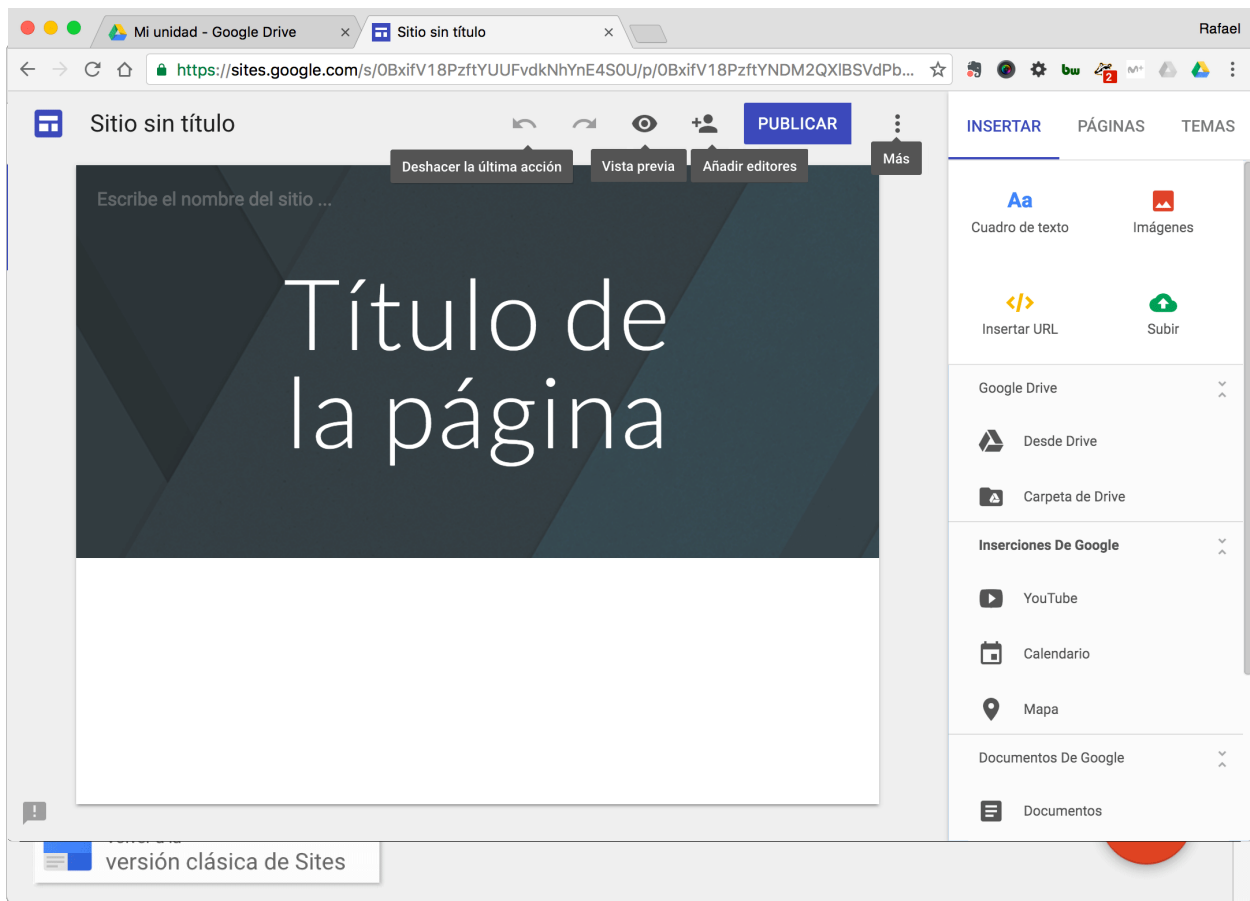 Mi unidad - Google Drive
Sitio sin título
Rafael
https://sites.google.com/s/0BxifV18PzftYUUFvdkNhYnE4S0U/p/0BxifV18PzftYNDM2QXlBSVdPb...
bw
2
M+
Sitio sin título
PUBLICAR
INSERTAR
PÁGINAS
TEMAS
Deshacer la última acción
Vista previa
Añadir editores
Más
Escribe el nombre del sitio ...
Título de
la página
Aa
Cuadro de texto
Imágenes
</>
Insertar URL
Subir
Google Drive
Desde Drive
Carpeta de Drive
Inserciones De Google
YouTube
Calendario
Mapa
Documentos De Google
Documentos
versión clásica de Sites